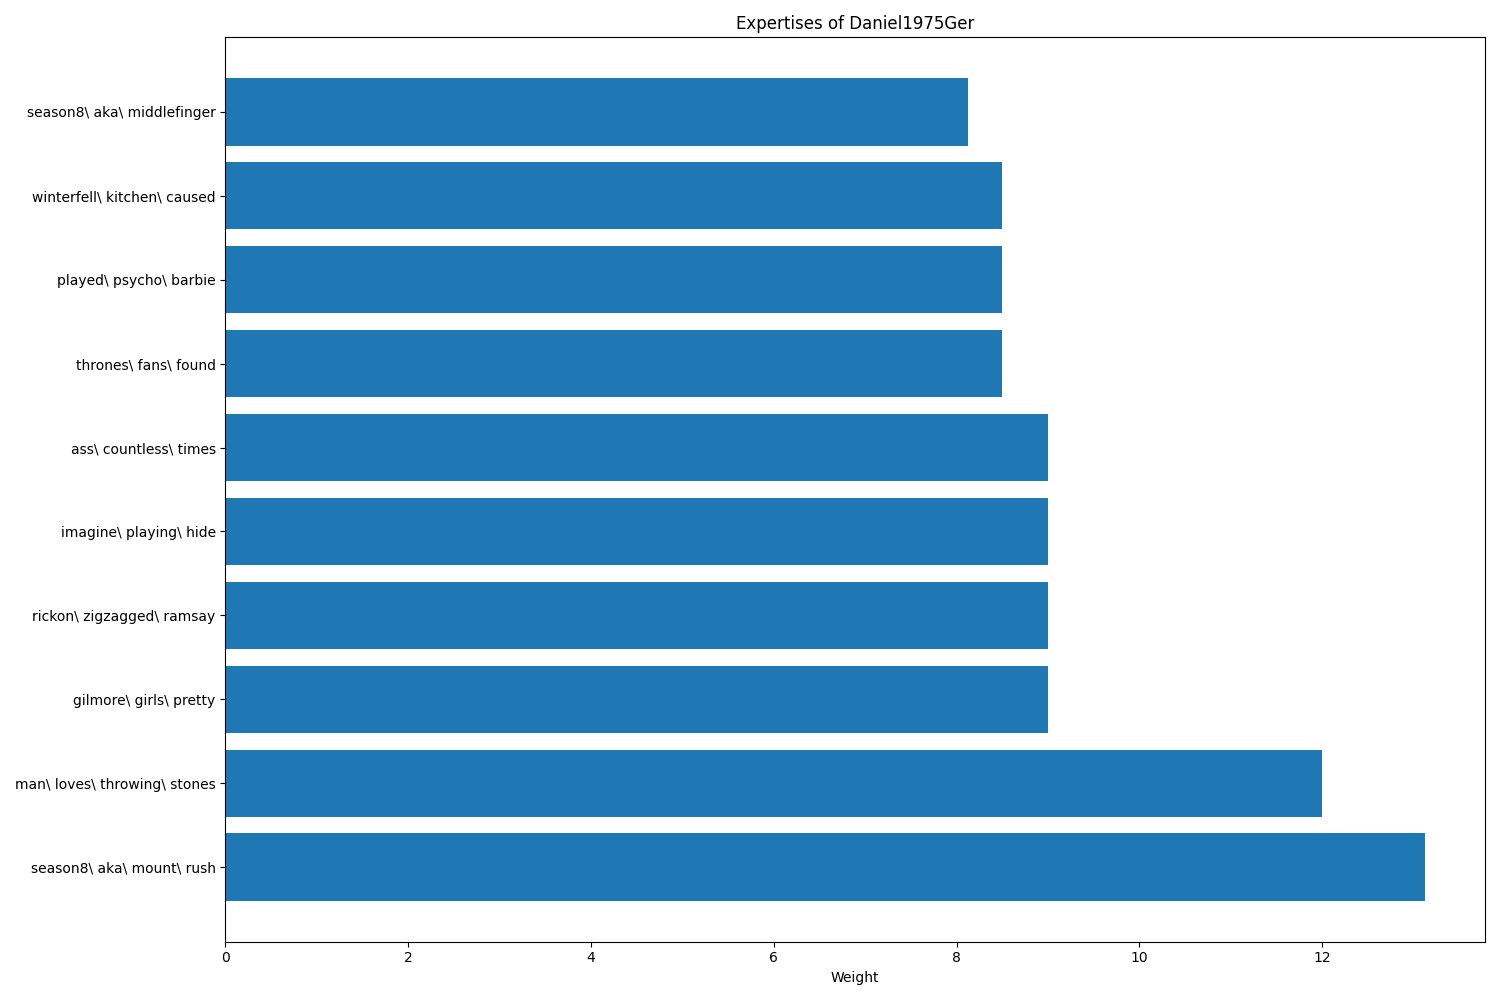 Expertises of Daniel1975Ger
season8\ aka\ middlefinger
winterfell\ kitchen\ caused
played\ psycho\ barbie
thrones\ fans\ found
ass\ countless\ times
imagine\ playing\ hide
rickon\ zigzagged\ ramsay
gilmore\ girls\ pretty
man\ loves\ throwing\ stones
season8\ aka\ mount\ rush
0 2 4 6 8 10 12
Weight